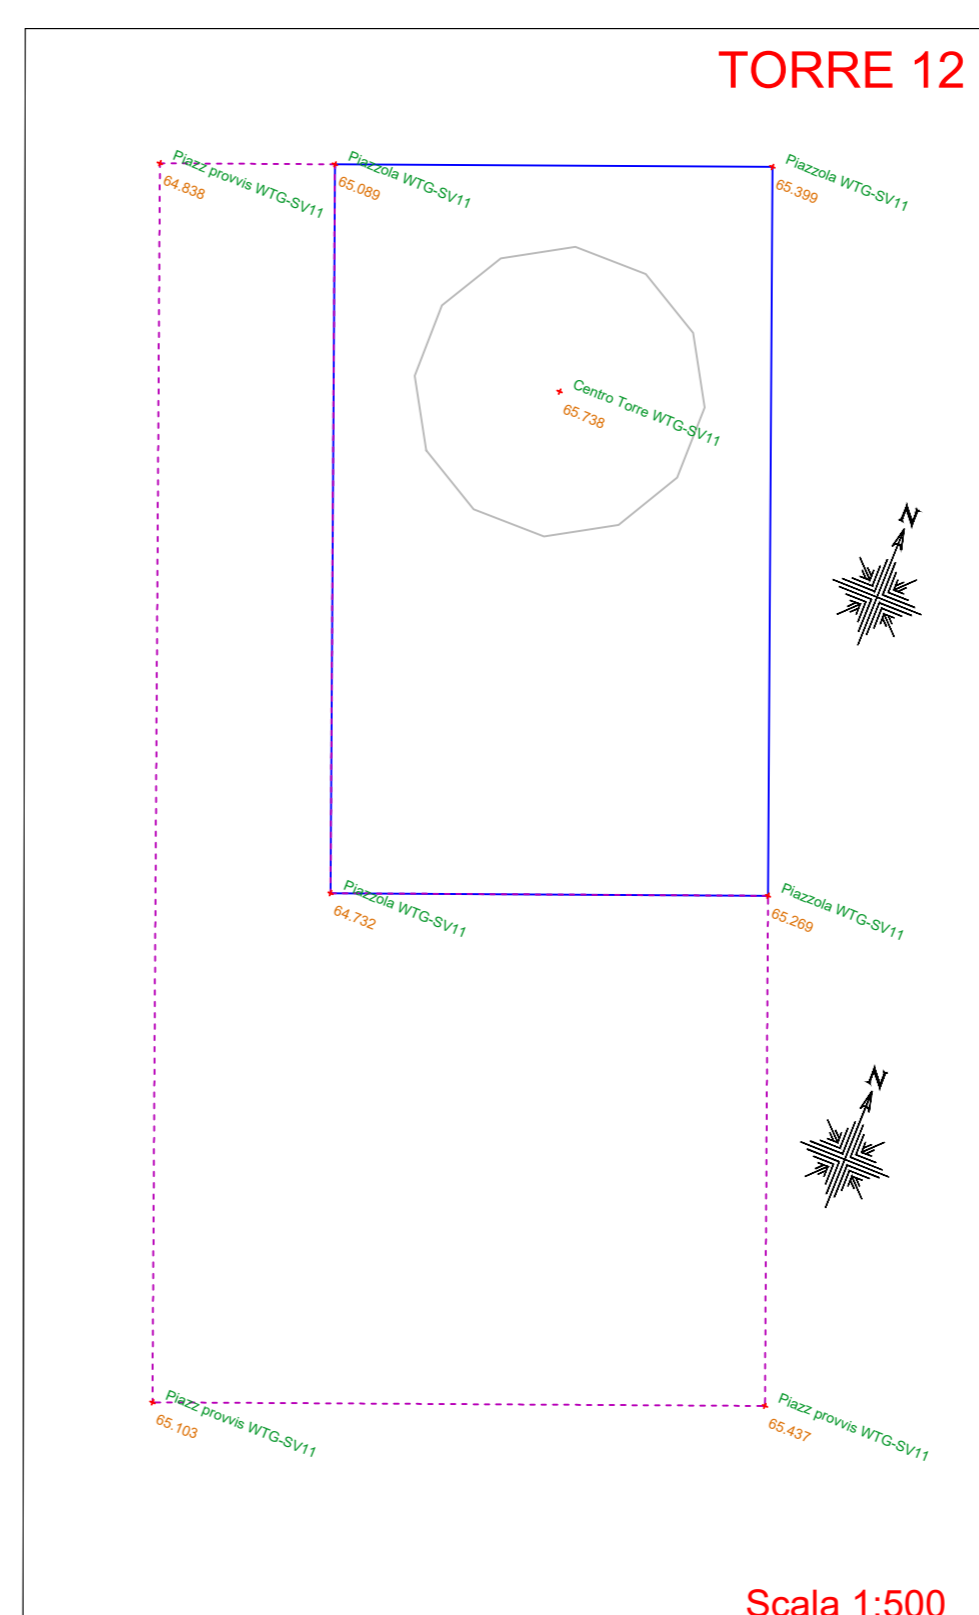 TORRE 12
Piazz provvis WTG-SV11
64.838
Piazzola WTG-SV11
65.089
Piazzola WTG-SV11
65.399
Centro Torre WTG-SV11
65.738
N
Piazzola WTG-SV11
64.732
Piazzola WTG-SV11
65.269
N
Piazz provvis WTG-SV11
65.103
Piazz provvis WTG-SV11
65.437
Scala 1:500